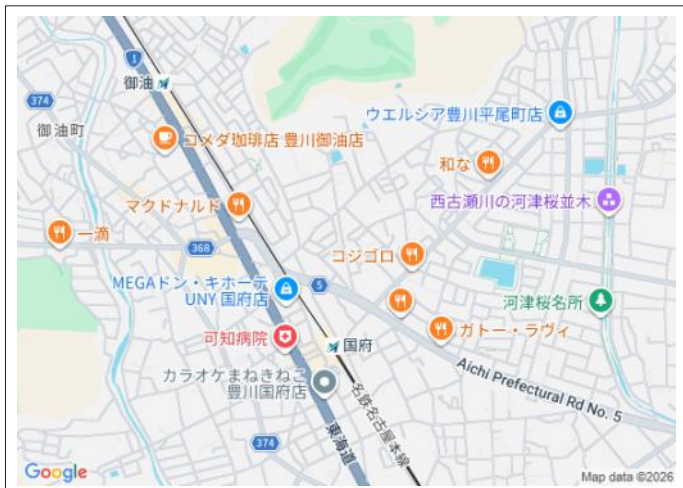 1
御油
374
御油町
コメダ珈琲店 豊川御油店
ウエルシア豊川平尾町店
和な
マクドナルド
西古瀬川の河津桜並木
一滴
368
コジゴロ
MEGAドン・キホーテ
UNY 国府店
5
河津桜名所
可知病院
国府
ガトー・ラヴィ
カラオケまねきねこ
豊川国府店
Aichi Prefectural Rd No. 5
名鉄名古屋本線
東海道
374
Google
Map data ©2026